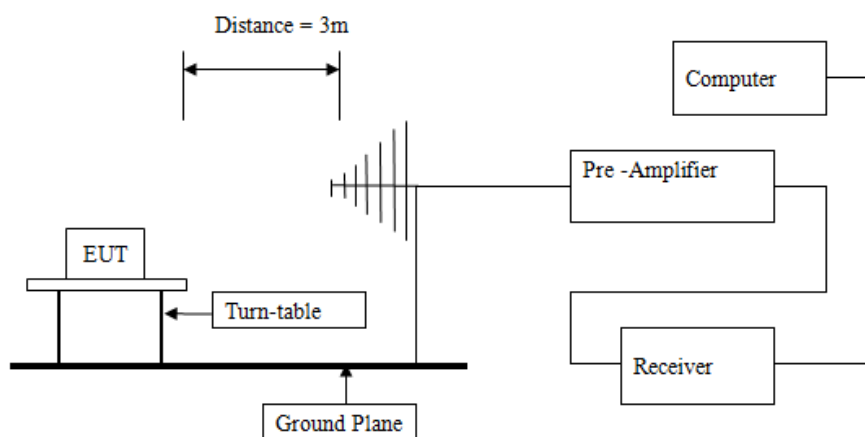 Distance = 3m
Computer
Pre -Amplifier
EUT
Turn-table
Receiver
Ground Plane